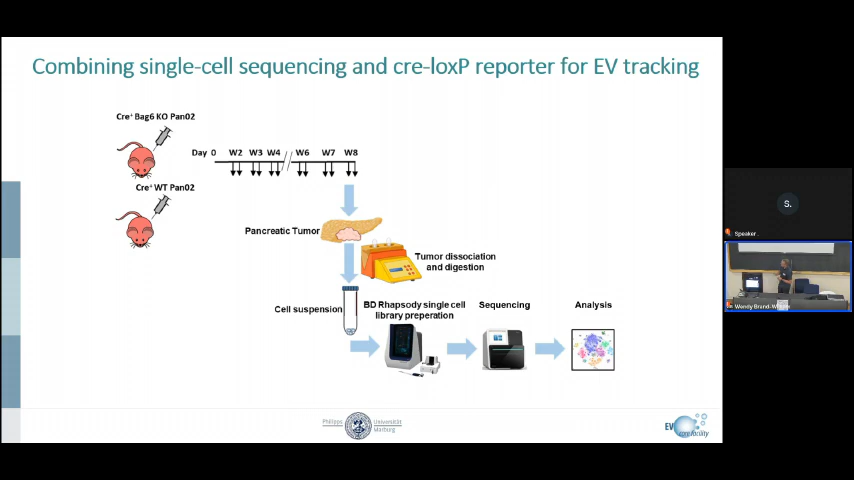 Combining single-cell sequencing and cre-loxP reporter for EV tracking
Cre⁺ Bag6 KO Pan02
Day 0 W2 W3 W4 W6 W7 W8
Cre⁺ WT Pan02
Pancreatic Tumor
Tumor dissociation
and digestion
Cell suspension
BD Rhapsody single cell
library preperation
Sequencing
Analysis
Philipps
Universität
Marburg
EV
core facility
S.
Speaker .
Wendy Brand-